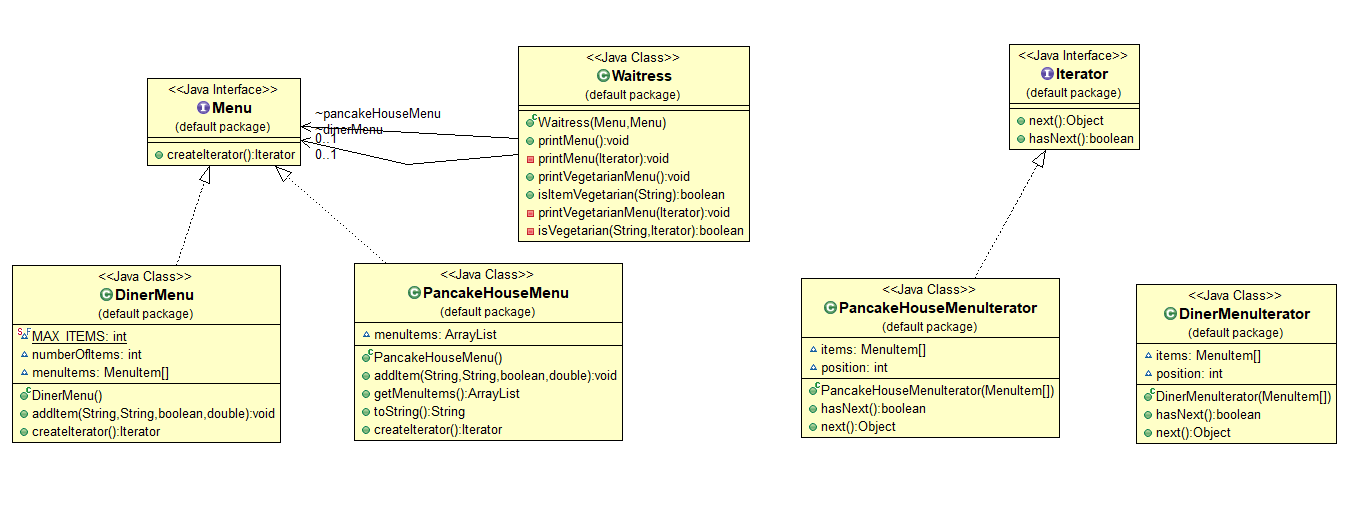 <<Java Interface>>
Menu
(default package)
createIterator():Iterator
~pancakeHouseMenu
~dinerMenu
0..1
0..1
<<Java Class>>
Waitress
(default package)
Waitress(Menu,Menu)
printMenu():void
printMenu(Iterator):void
printVegetarianMenu():void
isItemVegetarian(String):boolean
printVegetarianMenu(Iterator):void
isVegetarian(String,Iterator):boolean
<<Java Interface>>
Iterator
(default package)
next():Object
hasNext():boolean
<<Java Class>>
DinerMenu
(default package)
MAX_ITEMS: int
numberOfItems: int
menuItems: MenuItem[]
DinerMenu()
addItem(String,String,boolean,double):void
createIterator():Iterator
<<Java Class>>
PancakeHouseMenu
(default package)
menuItems: ArrayList
PancakeHouseMenu()
addItem(String,String,boolean,double):void
getMenuItems():ArrayList
toString():String
createIterator():Iterator
<<Java Class>>
PancakeHouseMenuIterator
(default package)
items: MenuItem[]
position: int
PancakeHouseMenuIterator(MenuItem[])
hasNext():boolean
next():Object
<<Java Class>>
DinerMenuIterator
(default package)
items: MenuItem[]
position: int
DinerMenuIterator(MenuItem[])
hasNext():boolean
next():Object